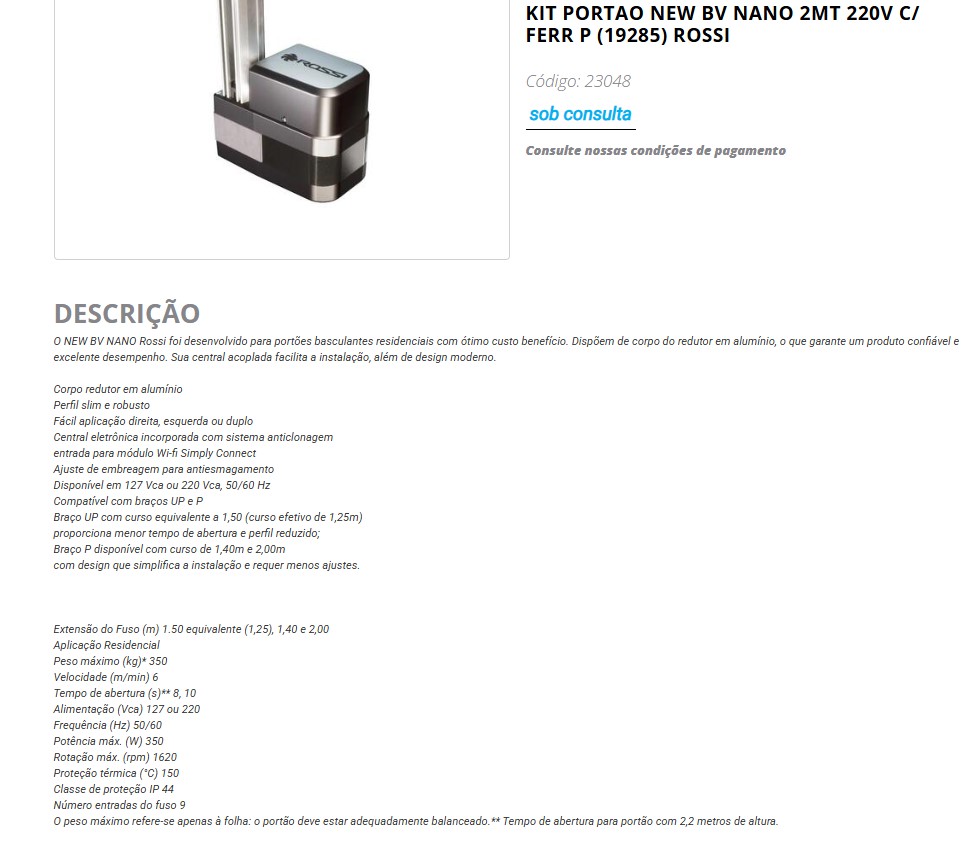 ROSSI
KIT PORTAO NEW BV NANO 2MT 220V C/
FERR P (19285) ROSSI
Código: 23048
sob consulta
Consulte nossas condições de pagamento
DESCRIÇÃO
O NEW BV NANO Rossi foi desenvolvido para portões basculantes residenciais com ótimo custo benefício. Dispõem de corpo do redutor em alumínio, o que garante um produto confiável e
excelente desempenho. Sua central acoplada facilita a instalação, além de design moderno.
Corpo redutor em alumínio
Perfil slim e robusto
Fácil aplicação direita, esquerda ou duplo
Central eletrônica incorporada com sistema anticlonagem
entrada para módulo Wi-fi Simply Connect
Ajuste de embreagem para antiesmagamento
Disponível em 127 Vca ou 220 Vca, 50/60 Hz
Compatível com braços UP e P
Braço UP com curso equivalente a 1,50 (curso efetivo de 1,25m)
proporciona menor tempo de abertura e perfil reduzido;
Braço P disponível com curso de 1,40m e 2,00m
com design que simplifica a instalação e requer menos ajustes.
Extensão do Fuso (m) 1.50 equivalente (1,25), 1,40 e 2,00
Aplicação Residencial
Peso máximo (kg)* 350
Velocidade (m/min) 6
Tempo de abertura (s)** 8, 10
Alimentação (Vca) 127 ou 220
Frequência (Hz) 50/60
Potência máx. (W) 350
Rotação máx. (rpm) 1620
Proteção térmica (°C) 150
Classe de proteção IP 44
Número entradas do fuso 9
O peso máximo refere-se apenas à folha: o portão deve estar adequadamente balanceado.** Tempo de abertura para portão com 2,2 metros de altura.